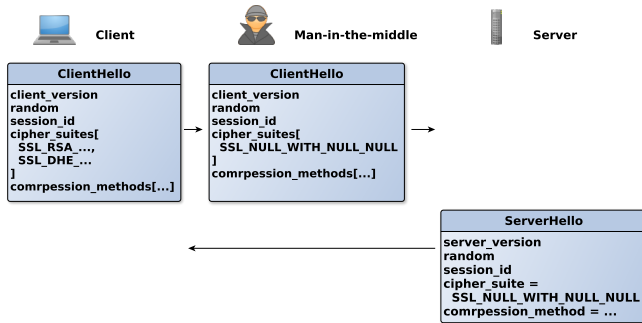 Client
Man-in-the-middle
Server
ClientHello
client_version
random
session_id
cipher_suites[
SSL_RSA_...,
SSL_DHE_...
]
comrpession_methods[...]
ClientHello
client_version
random
session_id
cipher_suites[
SSL_NULL_WITH_NULL_NULL
]
comrpession_methods[...]
ServerHello
server_version
random
session_id
cipher_suite =
SSL_NULL_WITH_NULL_NULL
comrpession_method = ...